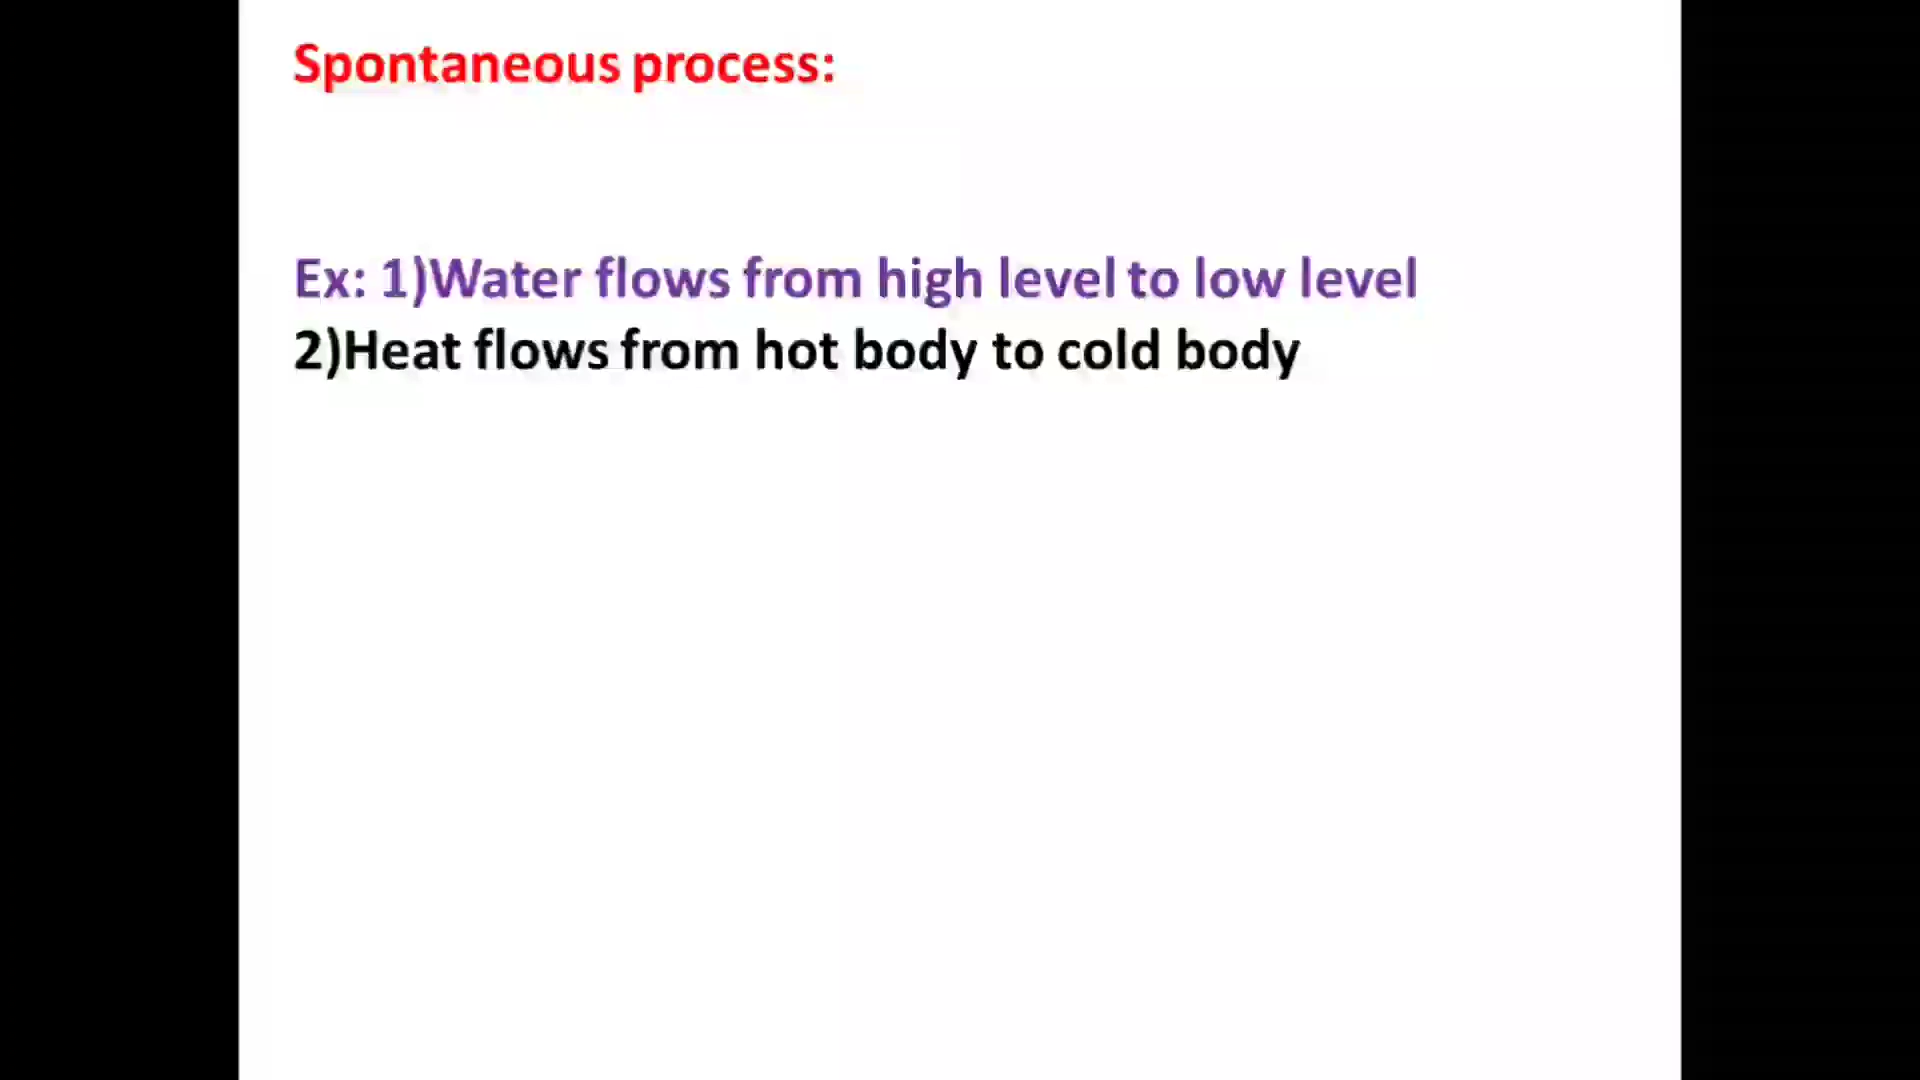 Spontaneous process:
Ex: 1)Water flows from high level to low level
2)Heat flows from hot body to cold body